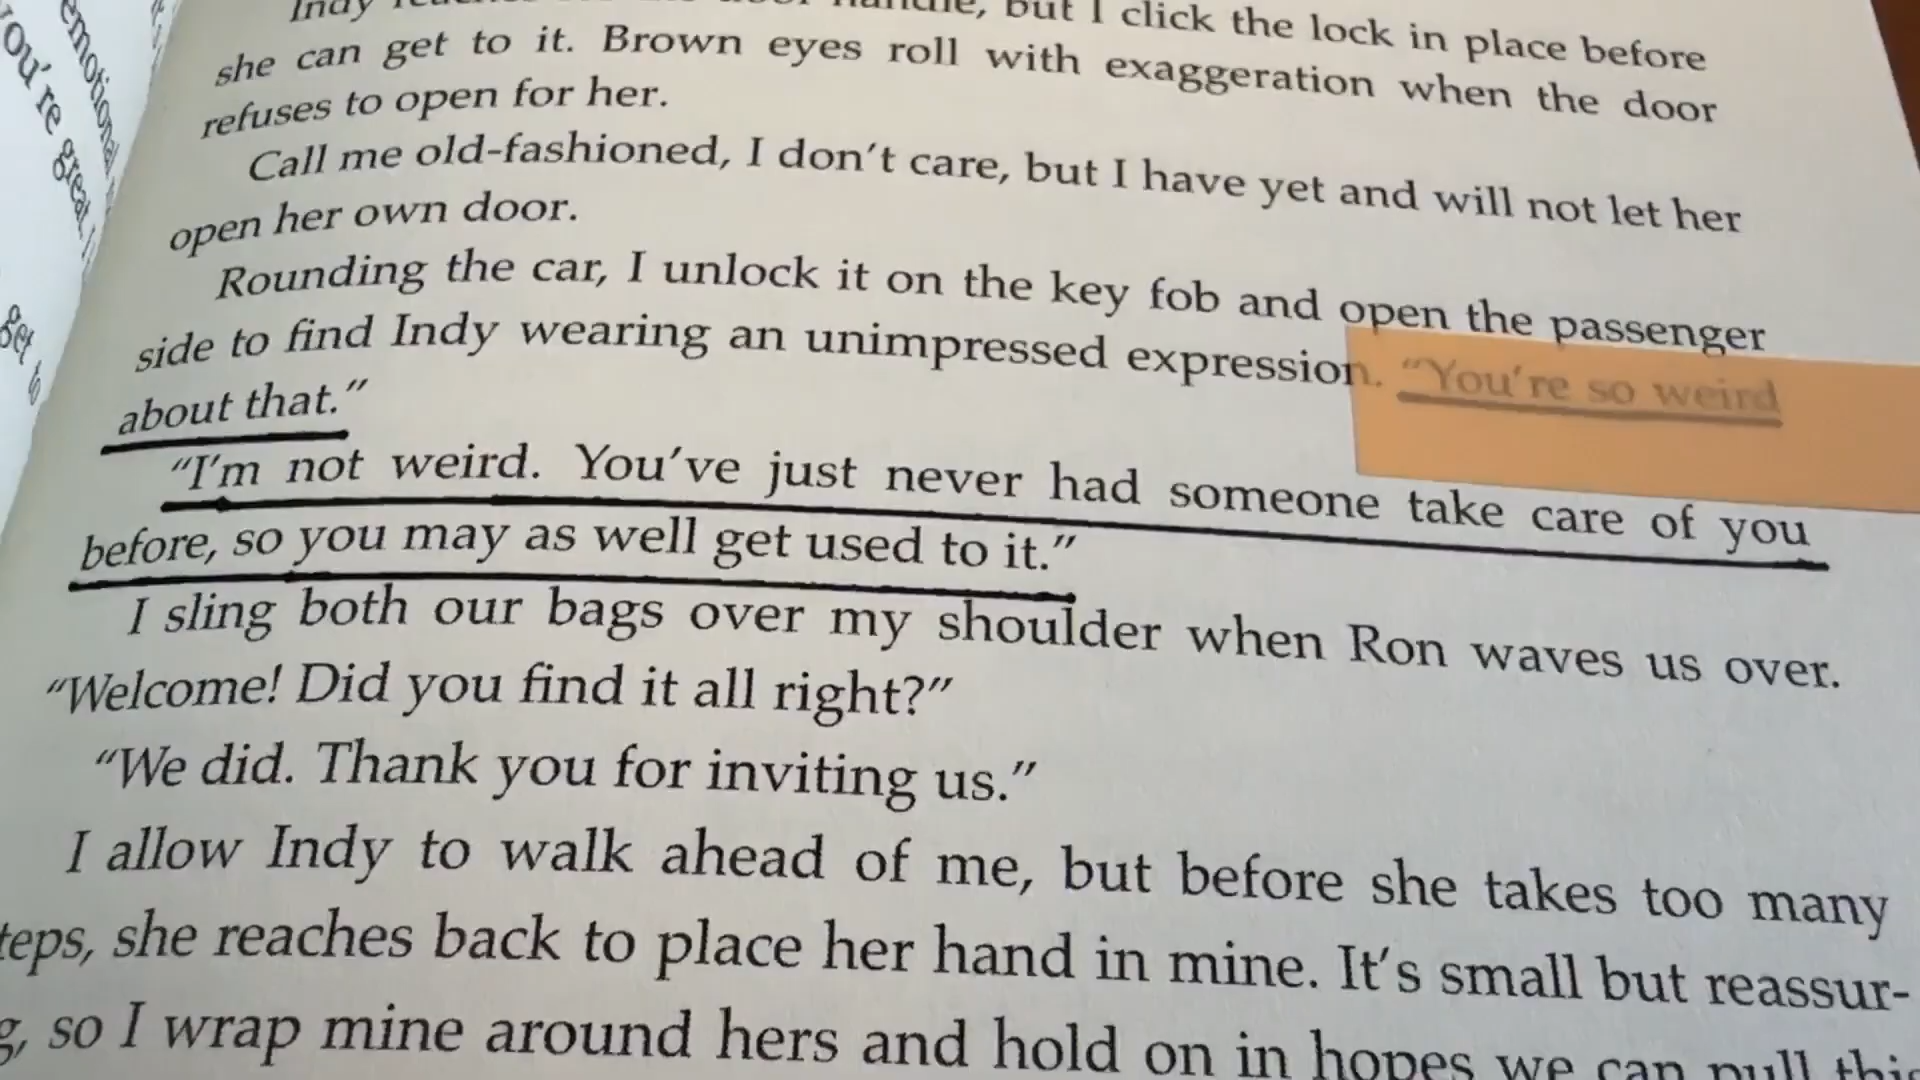 Indy
but I click the lock in place before
she can get to it. Brown eyes roll with exaggeration when the door
refuses to open for her.
Call me old-fashioned, I don't care, but I have yet and will not let her
open her own door.
Rounding the car, I unlock it on the key fob and open the passenger
side to find Indy wearing an unimpressed expression. "You're so weird
about that."
"I'm not weird. You've just never had someone take care of you
before, so you may as well get used to it."
I sling both our bags over my shoulder when Ron waves us over.
"Welcome! Did you find it all right?"
"We did. Thank you for inviting us."
I allow Indy to walk ahead of me, but before she takes too many
teps, she reaches back to place her hand in mine. It's small but reassur-
g, so I wrap mine around hers and hold on in hopes we can pull this
emotional
you're great.
get
to